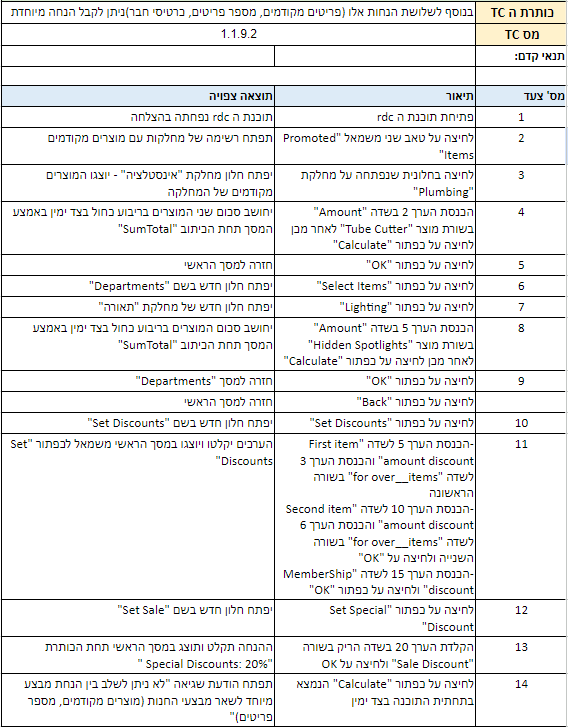 כותרת ה TC בנוסף לשלושת הנחות אלו (פריטים מקודמים, מספר פריטים, כרטיסי חבר)ניתן לקבל הנחה מיוחדת
מס TC 1.1.9.2
תנאי קדם:
מס' צעד תיאור תוצאה צפויה
1 פתיחת תוכנת ה rdc תוכנת ה rdc נפתחה בהצלחה
2 לחיצה על טאב שני משמאל "Promoted תפתח רשימה של מחלקות עם מוצרים מקודמים
Items"
3 לחיצה בחלונית שנפתחה על מחלקת יפתח חלון מחלקת "אינסטלציה" - יוצגו המוצרים
"Plumbing" מקודמים של המחלקה
4 הכנסת הערך 2 בשדה "Amount" יחושב סכום שני המוצרים בריבוע כחול בצד ימין באמצע
בשורת מוצר "Tube Cutter" לאחר מכן המסך תחת הכיתוב "SumTotal"
לחיצה על כפתור "Calculate"
5 לחיצה על כפתור "OK" חזרה למסך הראשי
6 לחיצה על כפתור "Select Items" יפתח חלון חדש בשם "Departments"
7 לחיצה על כפתור "Lighting" יפתח חלון חדש של מחלקת "תאורה"
8 הכנסת הערך 5 בשדה "Amount" יחושב סכום המוצרים בריבוע כחול בצד ימין באמצע
בשורת מוצר "Hidden Spotlights" המסך תחת הכיתוב "SumTotal"
לאחר מכן לחיצה על כפתור "Calculate"
9 לחיצה על כפתור "OK" חזרה למסך "Departments"
לחיצה על כפתור "Back" חזרה למסך הראשי
10 לחיצה על כפתור "Set Discounts" יפתח חלון חדש בשם "Set Discounts"
11 -הכנסת הערך 5 לשדה "First item הערכים יקלטו ויוצגו במסך הראשי משמאל לכפתור "Set
amount discount" והכנסת הערך 3 Discounts"
לשדה "for over__items" בשורה
הראשונה
-הכנסת הערך 10 לשדה "Second item
amount discount" והכנסת הערך 6
לשדה "for over__items" בשורה
השנייה ולחיצה על "OK"
-הכנסת הערך 15 לשדה "MemberShip
discount" ולחיצה על כפתור "OK"
12 לחיצה על כפתור "Set Special יפתח חלון חדש בשם "Set Sale"
Discount"
13 הקלדת הערך 20 בשדה הריק בשורה ההנחה תקלט ותוצג במסך הראשי תחת הכותרת
"Sale Discount" ולחיצה על OK "Special Discounts: 20% "
14 לחיצה על כפתור "Calculate" הנמצא תפתח הודעת שגיאה "לא ניתן לשלב בין הנחת מבצע
בתחתית התוכנה בצד ימין מיוחד לשאר מבצעי החנות (מוצרים מקודמים, מספר
פריטים)"